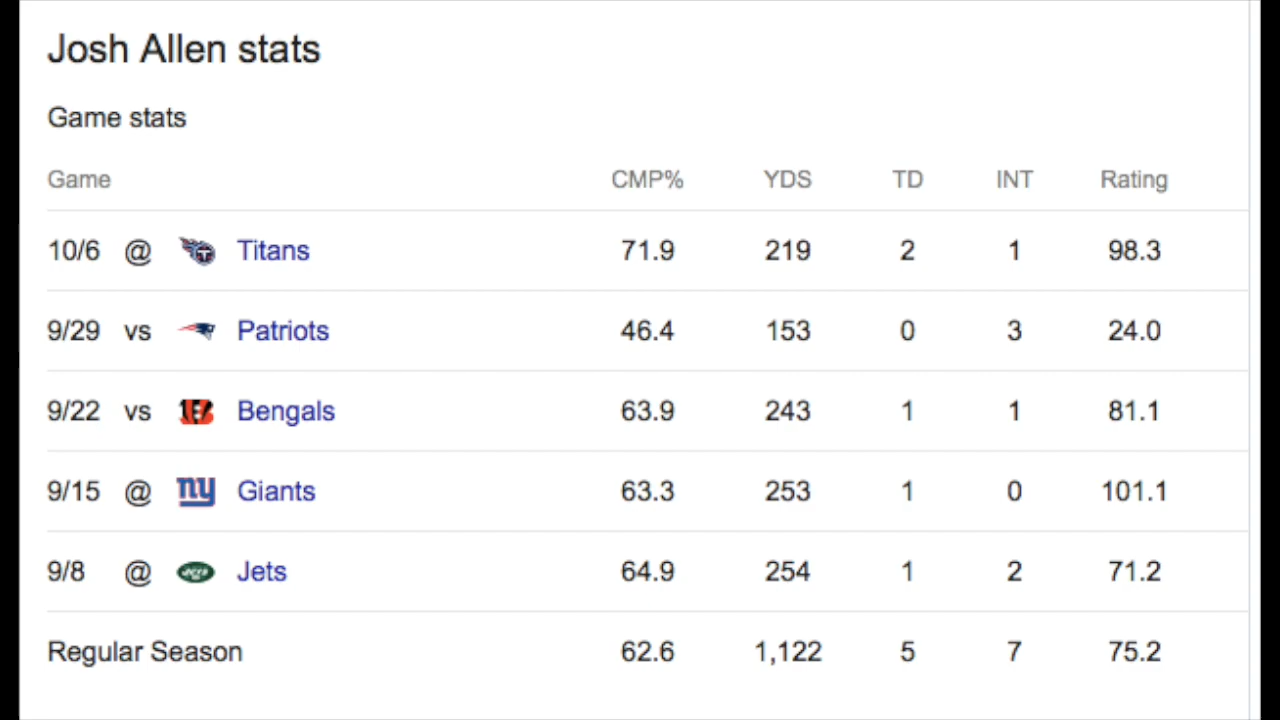 Josh Allen stats
Game stats
Game CMP% YDS TD INT Rating
10/6 @ Titans 71.9 219 2 1 98.3
9/29 vs Patriots 46.4 153 0 3 24.0
9/22 vs Bengals 63.9 243 1 1 81.1
9/15 @ ny Giants 63.3 253 1 0 101.1
9/8 @ JETS Jets 64.9 254 1 2 71.2
Regular Season 62.6 1,122 5 7 75.2